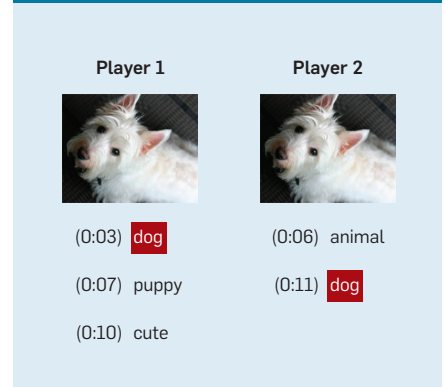 Player 1
Player 2
(0:03) dog
(0:06) animal
(0:07) puppy
(0:11) dog
(0:10) cute